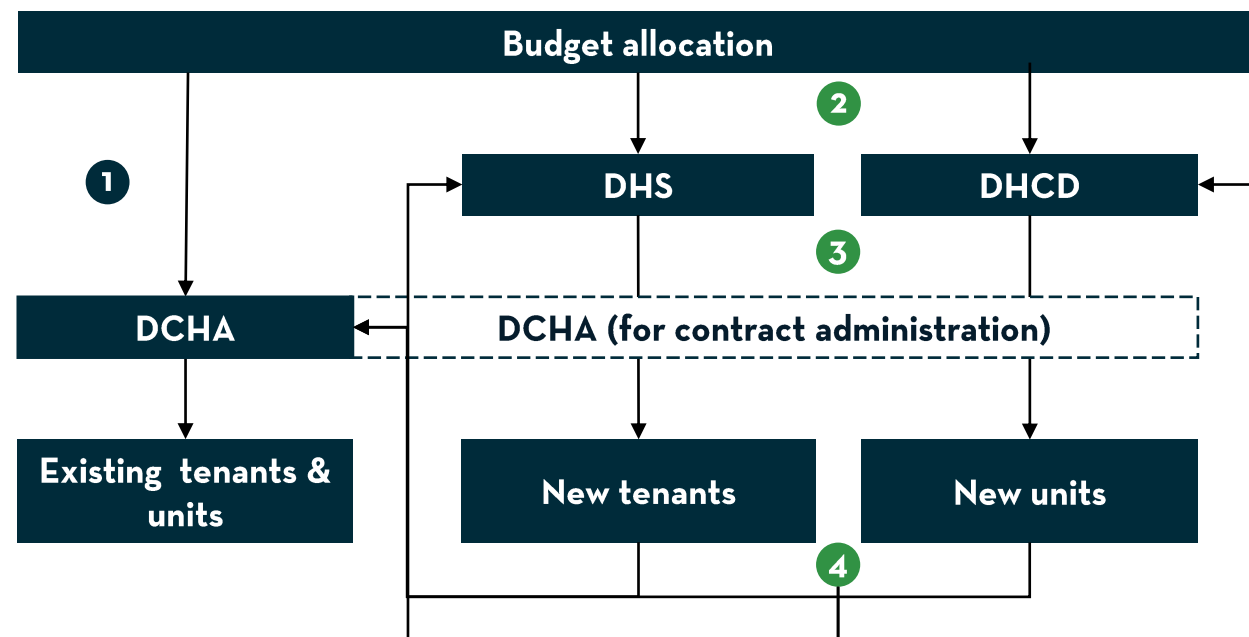 Budget allocation
2
1
DHS
DHCD
3
DCHA
DCHA (for contract administration)
Existing tenants &
units
New tenants
New units
4